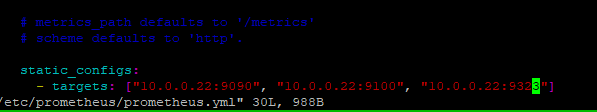 # metrics_path defaults to '/metrics'
# scheme defaults to 'http'.
static_configs:
- targets: ["10.0.0.22:9090", "10.0.0.22:9100", "10.0.0.22:9323"]
/etc/prometheus/prometheus.yml" 30L, 988B